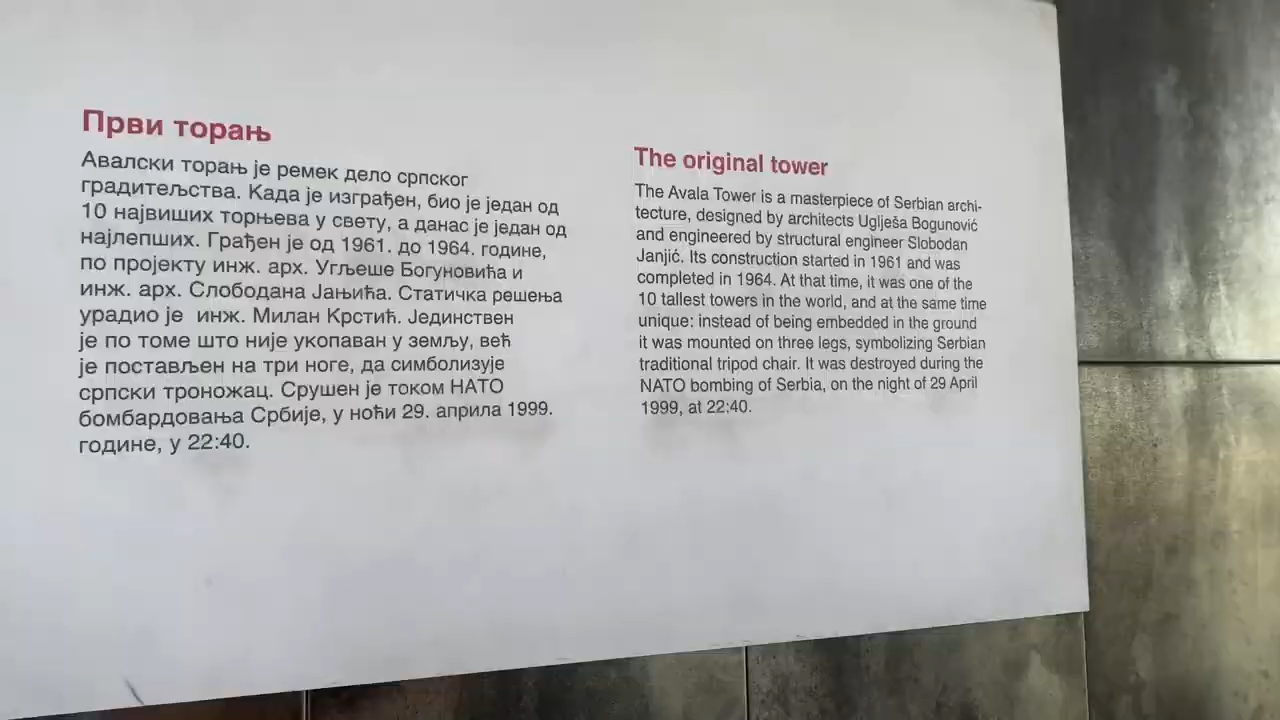 Први торањ
Авалски торањ је ремек дело српског
градитељства. Када је изграђен, био је један од
10 највиших торњева у свету, а данас је један од
најлепших. Грађен је од 1961. до 1964. године,
по пројекту инж. арх. Угљеше Богуновића и
инж. арх. Слободана Јањића. Статичка решења
урадио је инж. Милан Крстић. Јединствен
је по томе што није укопаван у земљу, већ
је постављен на три ноге, да симболизује
српски троножац. Срушен је током НАТО
бомбардовања Србије, у ноћи 29. априла 1999.
године, у 22:40.
The original tower
The Avala Tower is a masterpiece of Serbian archi-
tecture, designed by architects Uglješa Bogunović
and engineered by structural engineer Slobodan
Janjić. Its construction started in 1961 and was
completed in 1964. At that time, it was one of the
10 tallest towers in the world, and at the same time
unique: instead of being embedded in the ground
it was mounted on three legs, symbolizing Serbian
traditional tripod chair. It was destroyed during the
NATO bombing of Serbia, on the night of 29 April
1999, at 22:40.